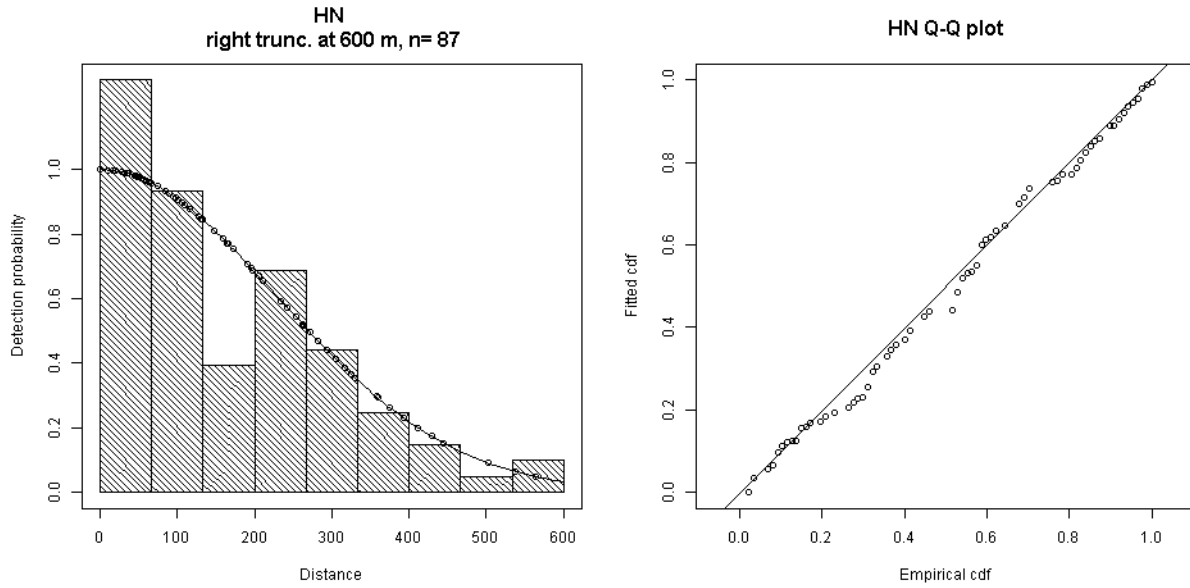 HN
right trunc. at 600 m, n= 87
Detection probability
1.0
0.8
0.6
0.4
0.2
0.0
0 100 200 300 400 500 600
Distance
HN Q-Q plot
Fitted cdf
1.0
0.8
0.6
0.4
0.2
0.0
0.0 0.2 0.4 0.6 0.8 1.0
Empirical cdf